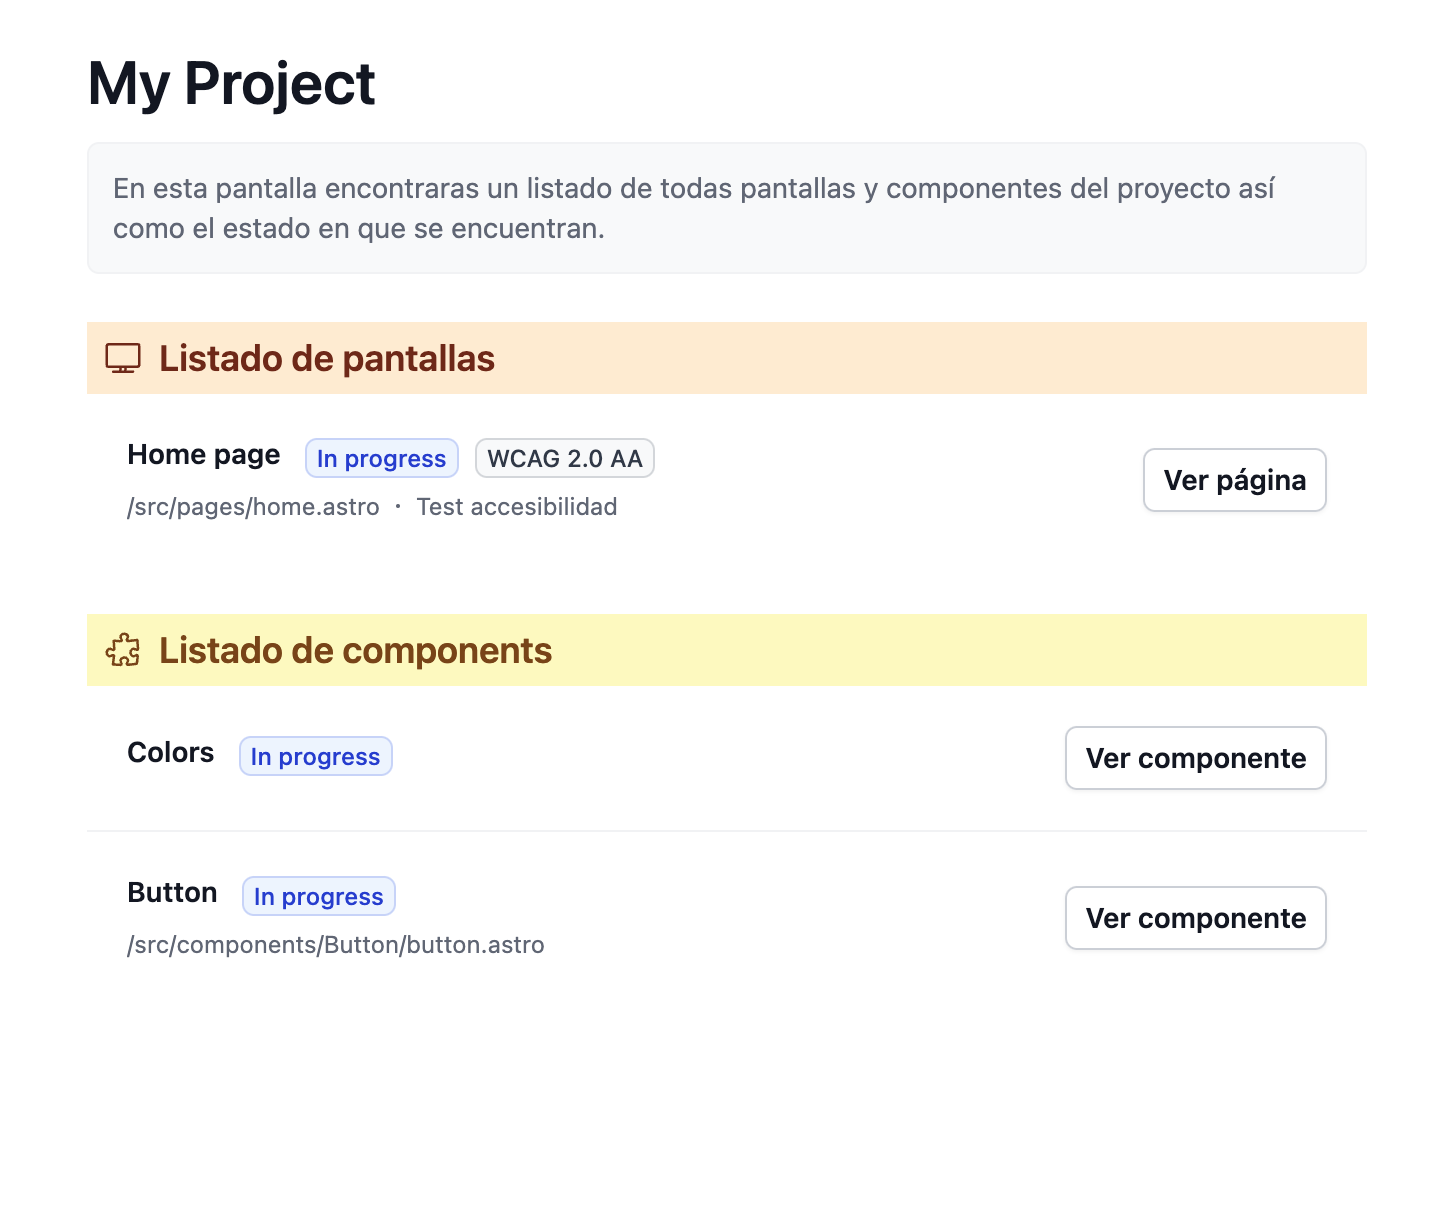 My Project
En esta pantalla encontraras un listado de todas pantallas y componentes del proyecto así
como el estado en que se encuentran.
Listado de pantallas
Home page In progress WCAG 2.0 AA
/src/pages/home.astro · Test accesibilidad
Ver página
Listado de components
Colors In progress
Ver componente
Button In progress
/src/components/Button/button.astro
Ver componente